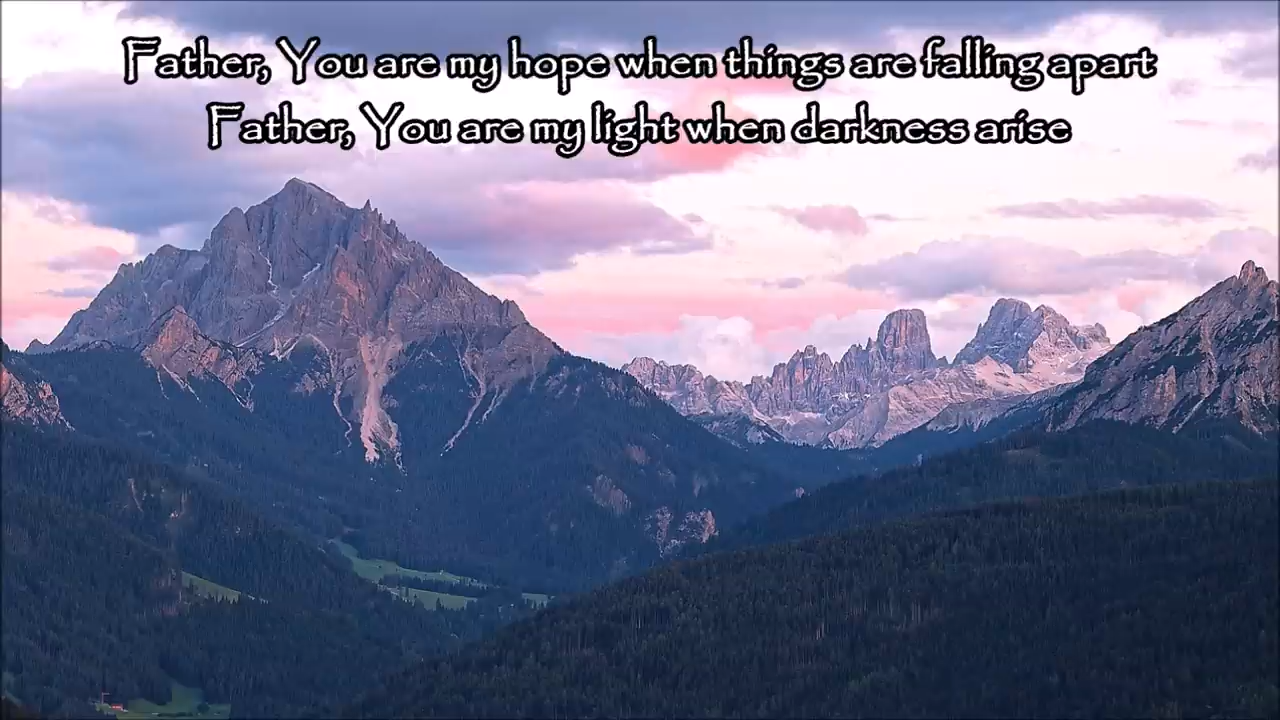 Father, You are my hope when things are falling apart
Father, You are my light when darkness arise